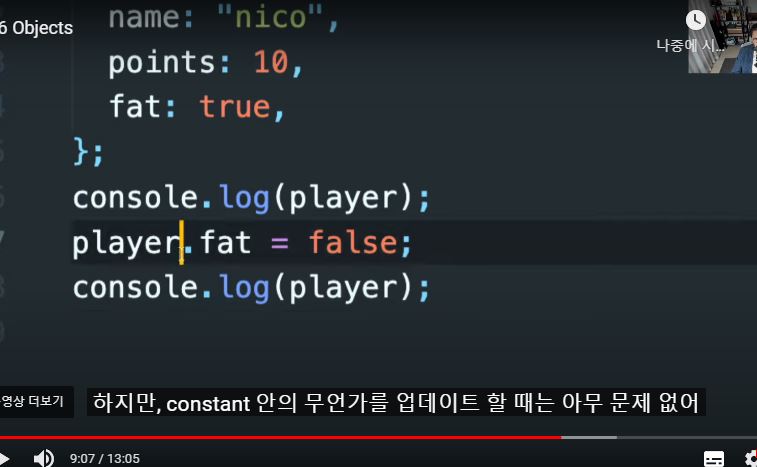 6 Objects
나중에 시...
name: "nico",
points: 10,
fat: true,
};
console.log(player);
player.fat = false;
console.log(player);
영상 더보기
하지만, constant 안의 무언가를 업데이트 할 때는 아무 문제 없어
9:07 / 13:05